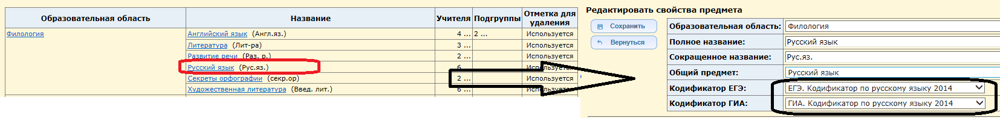 Образовательная область Название Учителя Подгруппы Отметка для удаления
Филология Английский язык (Англ.яз.) 4 ... 2 ... Используется
Литература (Лит-ра) 3 ... Используется
Развитие речи (Раз. р.) 2 ... Используется
Русский язык (Рус.яз.) 6 Используется
Секреты орфографии (секр.ор) 2 ... Используется
Художественная литература (Введ. лит.) 6 ... Используется
Редактировать свойства предмета
Сохранить
Вернуться
Образовательная область: Филология
Полное название: Русский язык
Сокращенное название: Рус.яз.
Общий предмет: Русский язык
Кодификатор ЕГЭ: ЕГЭ. Кодификатор по русскому языку 2014
Кодификатор ГИА: ГИА. Кодификатор по русскому языку 2014